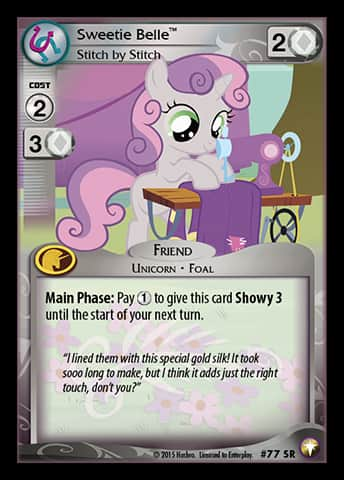 Sweetie Belle™
Stitch by Stitch
2
COST
2
3
FRIEND
UNICORN • FOAL
Main Phase: Pay 1 to give this card Showy 3
until the start of your next turn.
“I lined them with this special gold silk! It took
sooo long to make, but I think it adds just the right
touch, don’t you?”
© 2015 Hasbro. Licensed to Enterplay. #77 SR